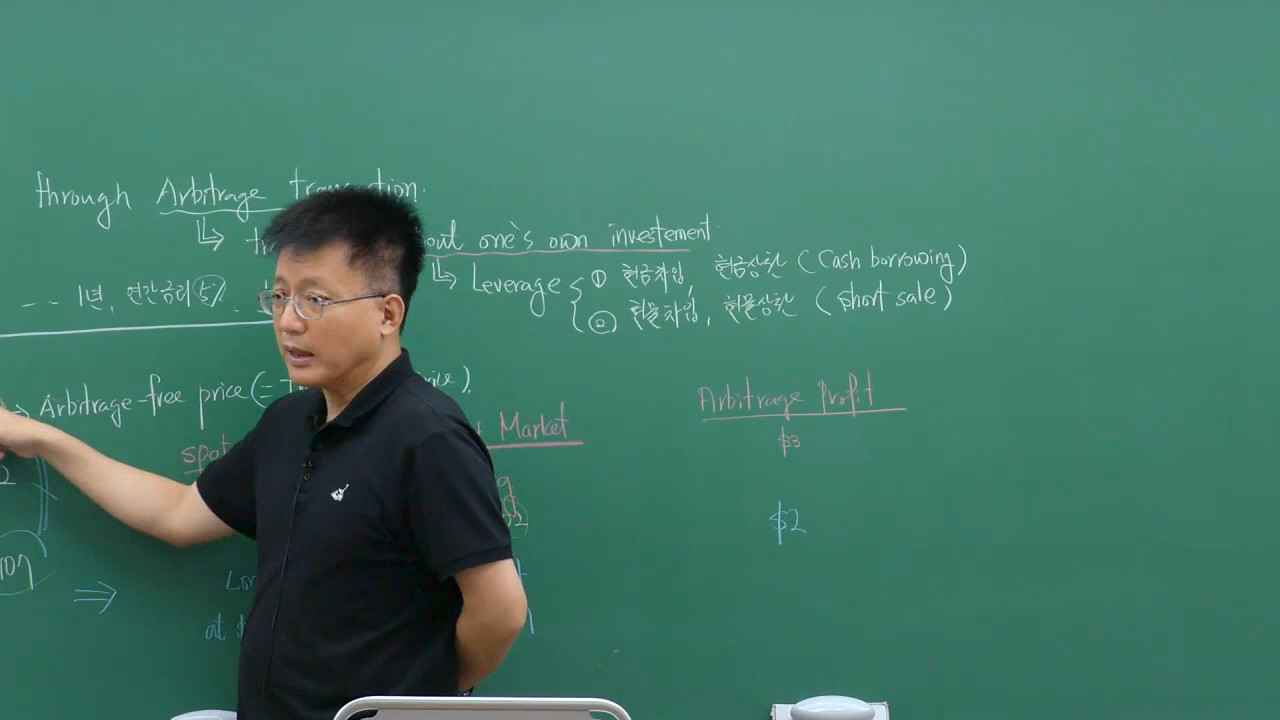 through Arbitrage transaction.
out one's own investement
Leverage ① 현금차입, 현금상환 (Cash borrowing)
② 현물차입, 현물상환 (short sale)
-- 1년, 연간금리 5%
Arbitrage-free price (=
Arbitrage Profit
spot
Market
$3
$2
at $